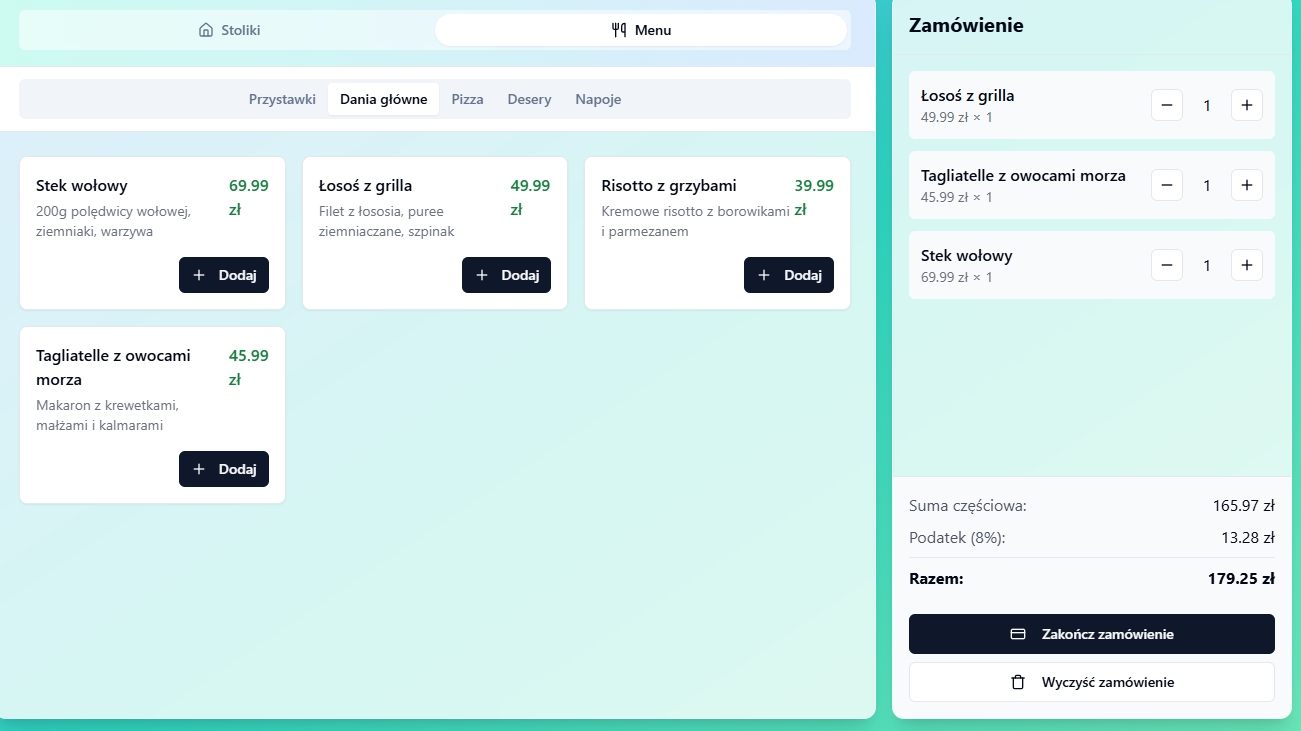 Stoliki
Menu
Przystawki
Dania główne
Pizza
Desery
Napoje
Stek wołowy
69.99
zł
200g polędwicy wołowej,
ziemniaki, warzywa
Dodaj
Łosoś z grilla
49.99
zł
Filet z łososia, puree
ziemniaczane, szpinak
Dodaj
Risotto z grzybami
39.99
zł
Kremowe risotto z borowikami
i parmezanem
Dodaj
Tagliatelle z owocami
morza
45.99
zł
Makaron z krewetkami,
małżami i kalmarami
Dodaj
Zamówienie
Łosoś z grilla
49.99 zł × 1
1
Tagliatelle z owocami morza
45.99 zł × 1
1
Stek wołowy
69.99 zł × 1
1
Suma częściowa: 165.97 zł
Podatek (8%): 13.28 zł
Razem: 179.25 zł
Zakończ zamówienie
Wyczyść zamówienie